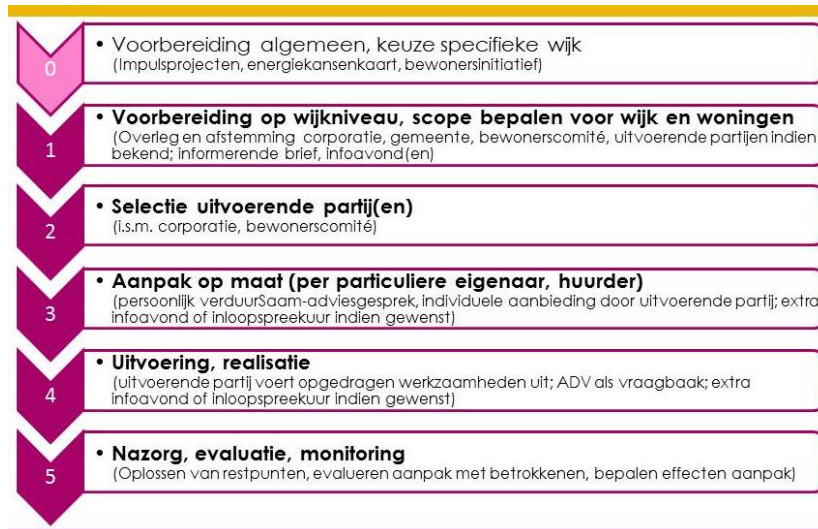 0
• Voorbereiding algemeen, keuze specifieke wijk
(Impulsprojecten, energiekansenkaart, bewonersinitiatief)
1
• Voorbereiding op wijkniveau, scope bepalen voor wijk en woningen
(Overleg en afstemming corporatie, gemeente, bewonerscomité, uitvoerende partijen indien
bekend; informerende brief, infoavond(en)
2
• Selectie uitvoerende partij(en)
(i.s.m. corporatie, bewonerscomité)
3
• Aanpak op maat (per particuliere eigenaar, huurder)
(persoonlijk verduurSaam-adviesgesprek, individuele aanbieding door uitvoerende partij; extra
infoavond of inloopspreekuur indien gewenst)
4
• Uitvoering, realisatie
(uitvoerende partij voert opgedragen werkzaamheden uit; ADV als vraagbaak; extra
infoavond of inloopspreekuur indien gewenst)
5
• Nazorg, evaluatie, monitoring
(Oplossen van restpunten, evalueren aanpak met betrokkenen, bepalen effecten aanpak)